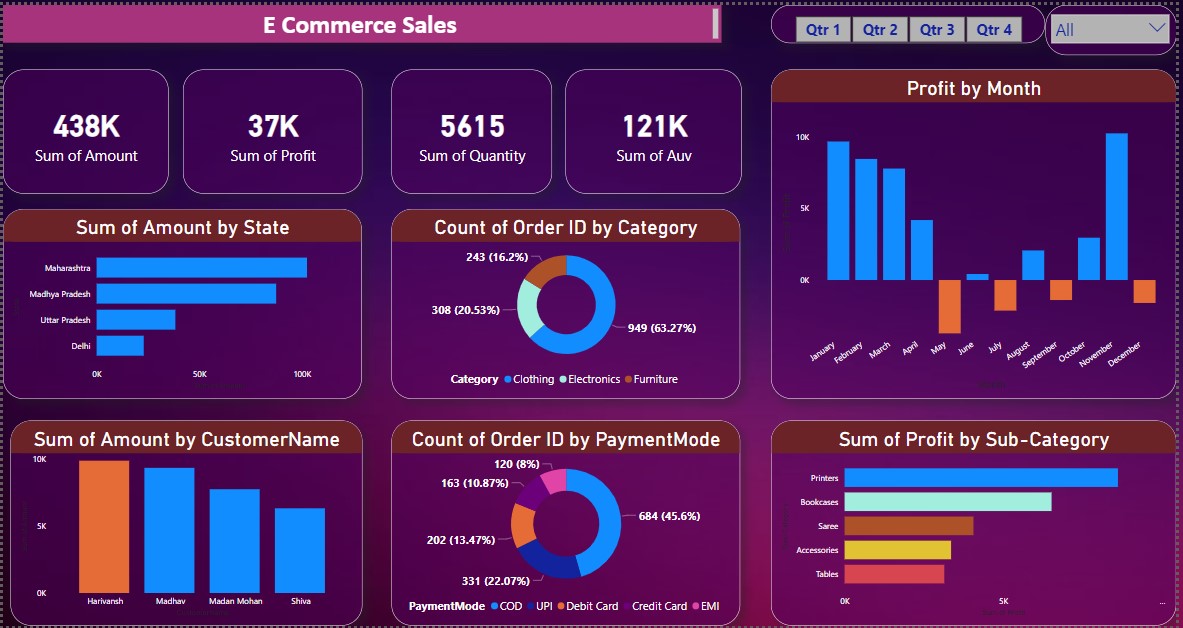 E Commerce Sales
Qtr 1 Qtr 2 Qtr 3 Qtr 4
All
438K
Sum of Amount
37K
Sum of Profit
5615
Sum of Quantity
121K
Sum of Auv
Profit by Month
10K
5K
0K
January February March April May June July August September October November December
Sum of Amount by State
Maharashtra
Madhya Pradesh
Uttar Pradesh
Delhi
0K 50K 100K
Count of Order ID by Category
243 (16.2%)
308 (20.53%)
949 (63.27%)
Category Clothing Electronics Furniture
Sum of Amount by CustomerName
10K
5K
0K
Harivansh Madhav Madan Mohan Shiva
Count of Order ID by PaymentMode
120 (8%)
163 (10.87%)
684 (45.6%)
202 (13.47%)
331 (22.07%)
PaymentMode COD UPI Debit Card Credit Card EMI
Sum of Profit by Sub-Category
Printers
Bookcases
Saree
Accessories
Tables
0K 5K ...